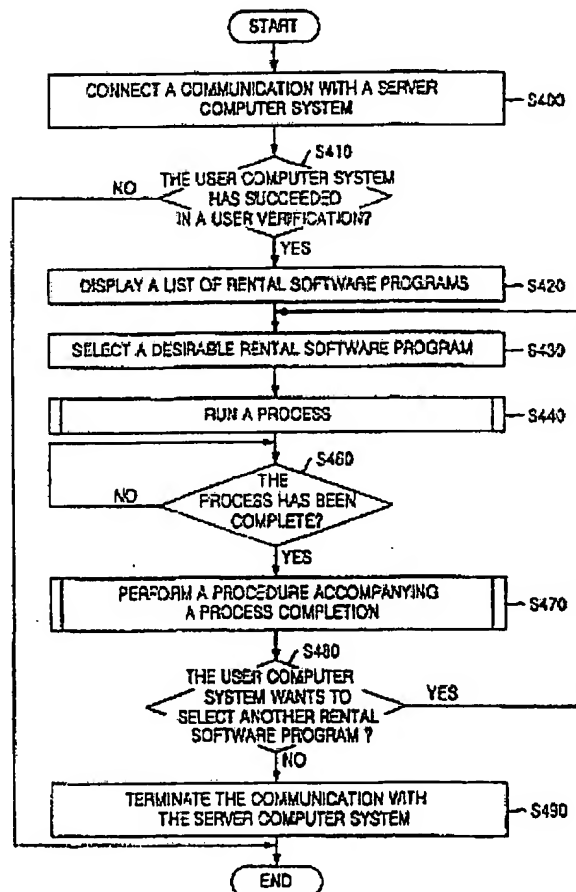 START
CONNECT A COMMUNICATION WITH A SERVER
COMPUTER SYSTEM
S400
S410
NO
THE USER COMPUTER SYSTEM
HAS SUCCEEDED
IN A USER VERIFICATION?
YES
DISPLAY A LIST OF RENTAL SOFTWARE PROGRAMS
S420
SELECT A DESIRABLE RENTAL SOFTWARE PROGRAM
S430
RUN A PROCESS
S440
S460
NO
THE
PROCESS HAS BEEN
COMPLETE?
YES
PERFORM A PROCEDURE ACCOMPANYING
A PROCESS COMPLETION
S470
S480
THE USER COMPUTER
SYSTEM WANTS TO
SELECT ANOTHER RENTAL
SOFTWARE PROGRAM ?
YES
NO
TERMINATE THE COMMUNICATION WITH
THE SERVER COMPUTER SYSTEM
S490
END